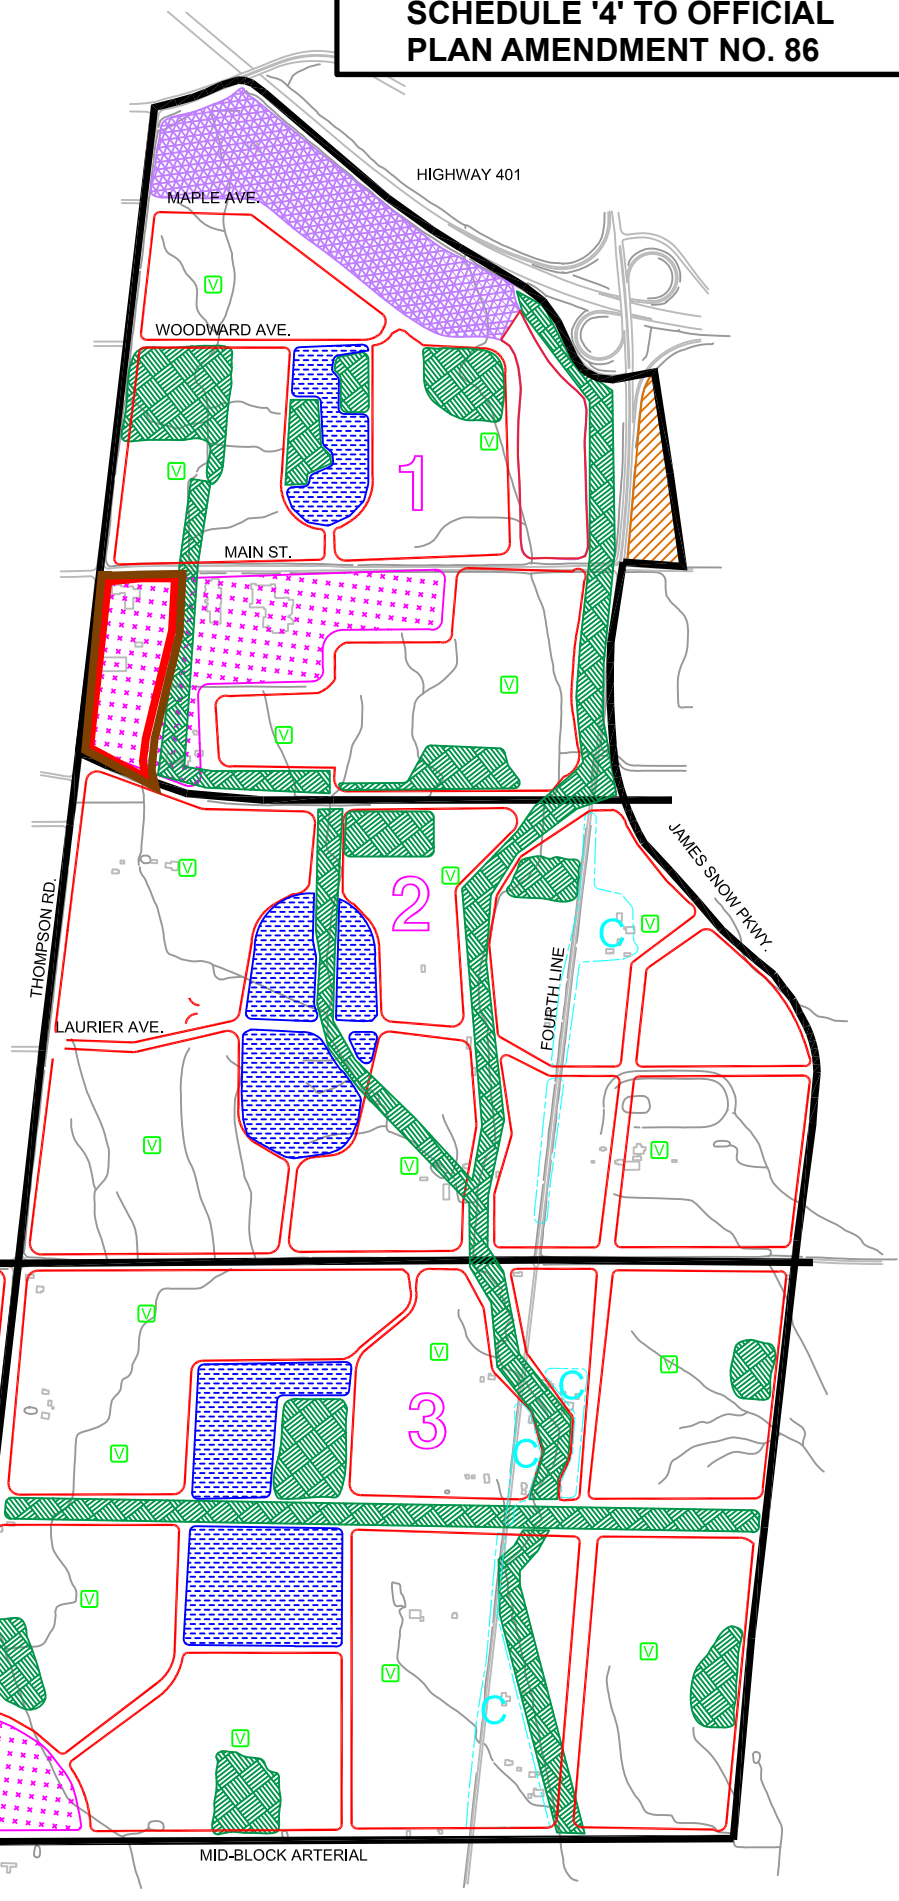 SCHEDULE '4' TO OFFICIAL
PLAN AMENDMENT NO. 86
HIGHWAY 401
MAPLE AVE.
V
WOODWARD AVE.
V
V
1
MAIN ST.
V
V
JAMES SNOW PKWY.
V
V
2
V
C
THOMPSON RD.
FOURTH LINE
LAURIER AVE.
V
V
V
V
V
V
C
3
V
C
V
V
V
C
V
MID-BLOCK ARTERIAL